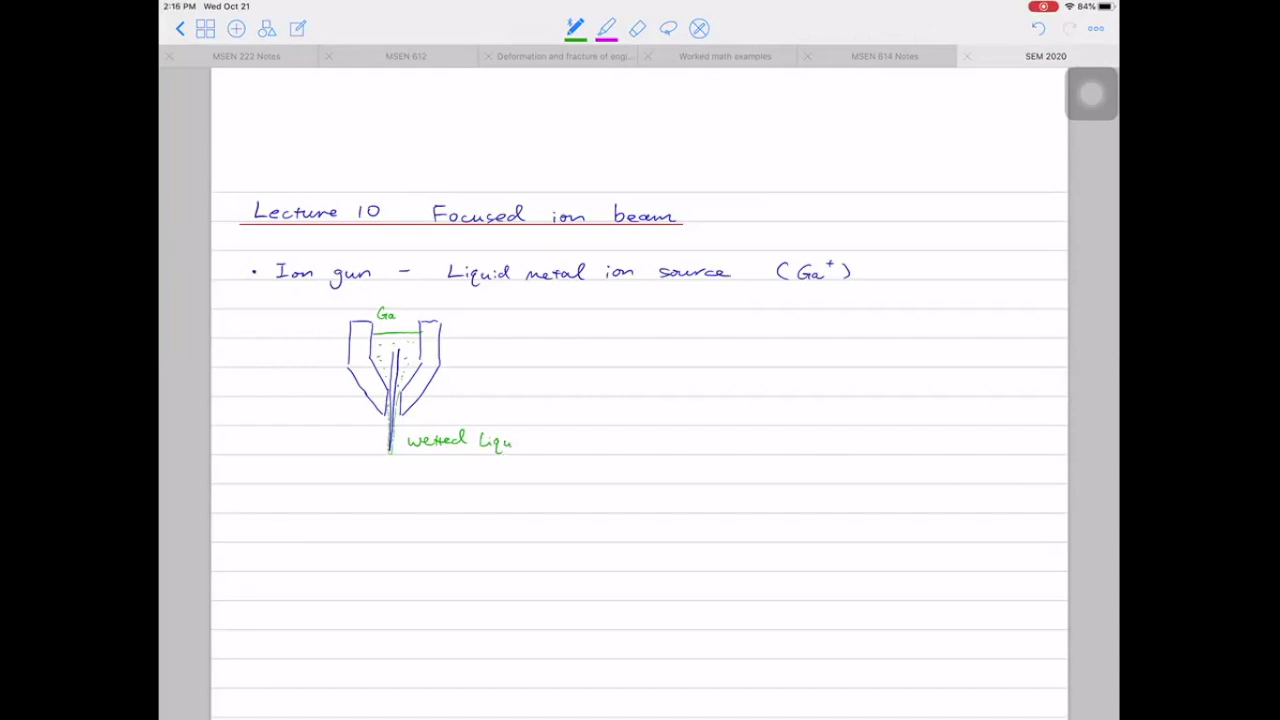 2:16 PM Wed Oct 21
84%
MSEN 222 Notes
MSEN 612
Deformation and fracture of engi...
Worked math examples
MSEN 614 Notes
SEM 2020
Lecture 10 Focused ion beam
• Ion gun – Liquid metal ion source (Ga⁺)
Ga
wetted liqu